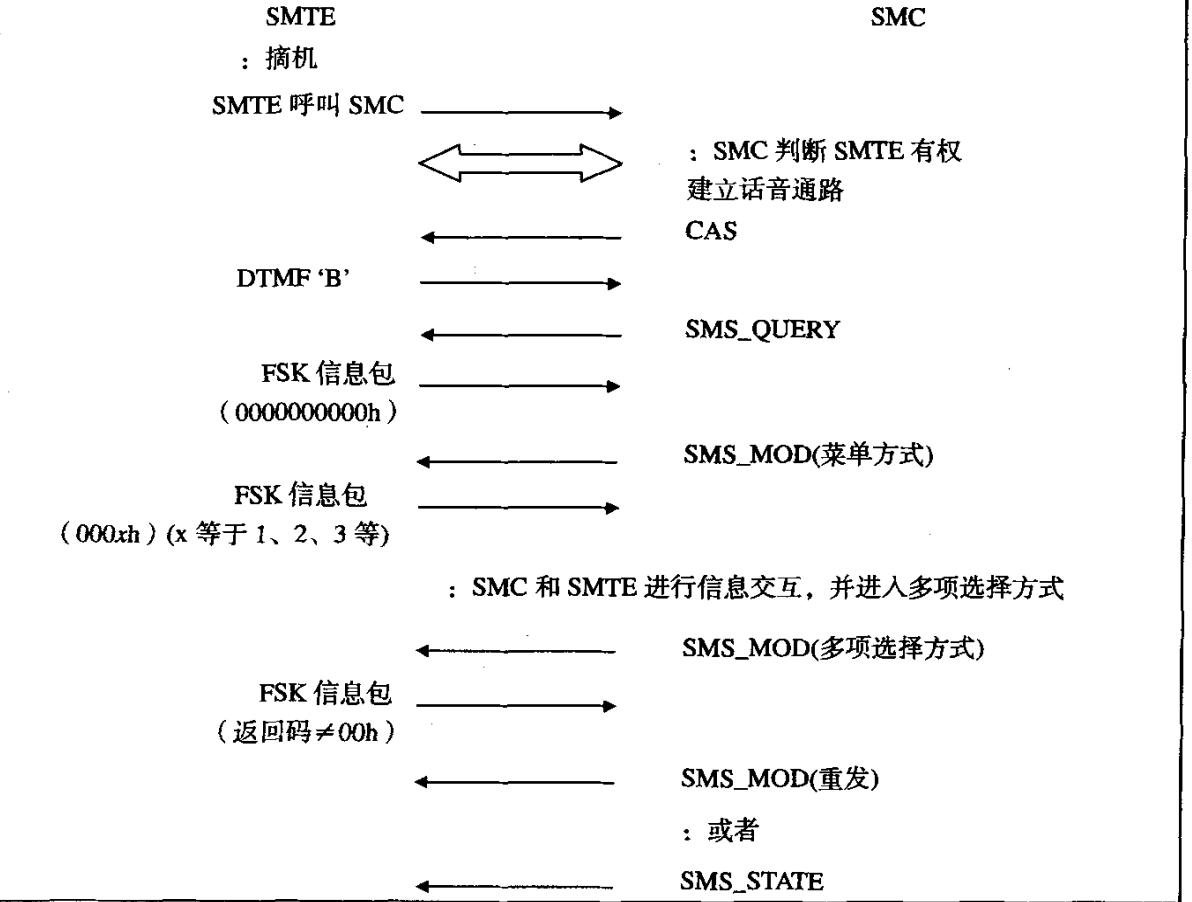 SMTE SMC
：摘机
SMTE 呼叫 SMC
：SMC 判断 SMTE 有权
建立话音通路
CAS
DTMF ‘B’
SMS_QUERY
FSK 信息包
（0000000000h）
SMS_MOD(菜单方式)
FSK 信息包
（000xh）(x 等于 1、2、3 等)
：SMC 和 SMTE 进行信息交互，并进入多项选择方式
SMS_MOD(多项选择方式)
FSK 信息包
（返回码≠00h）
SMS_MOD(重发)
：或者
SMS_STATE